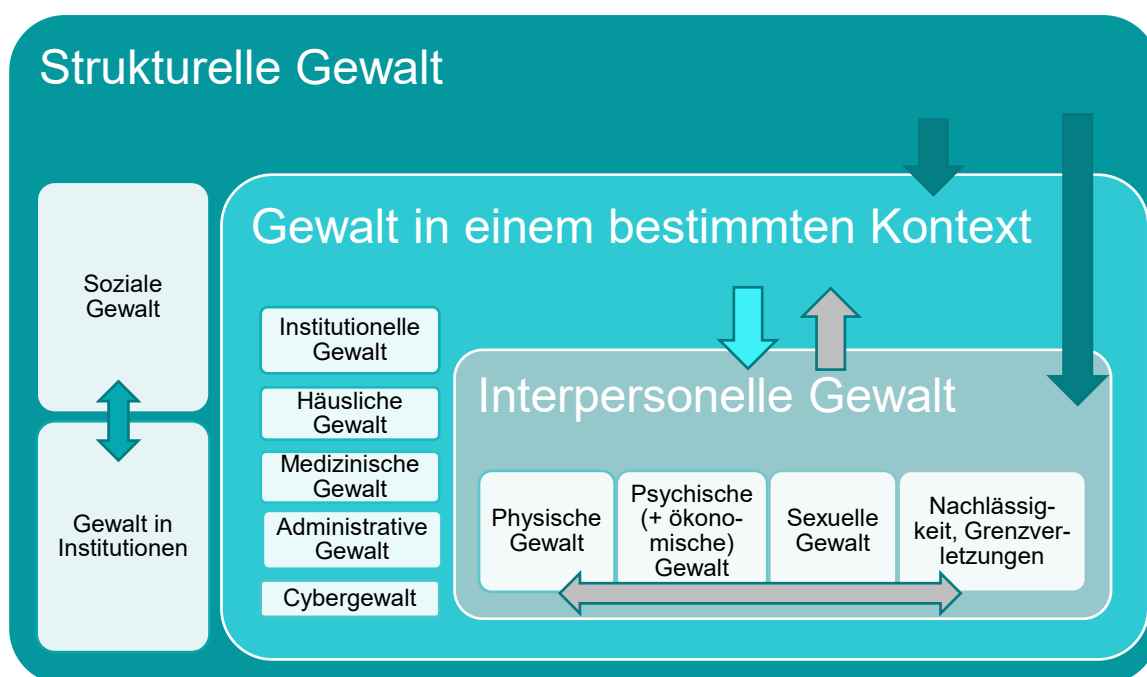 Strukturelle Gewalt
Soziale
Gewalt
Gewalt in
Institutionen
Gewalt in einem bestimmten Kontext
Institutionelle
Gewalt
Häusliche
Gewalt
Medizinische
Gewalt
Administrative
Gewalt
Cybergewalt
Interpersonelle Gewalt
Physische
Gewalt
Psychische
(+ ökono-
mische)
Gewalt
Sexuelle
Gewalt
Nachlässig-
keit, Grenzver-
letzungen